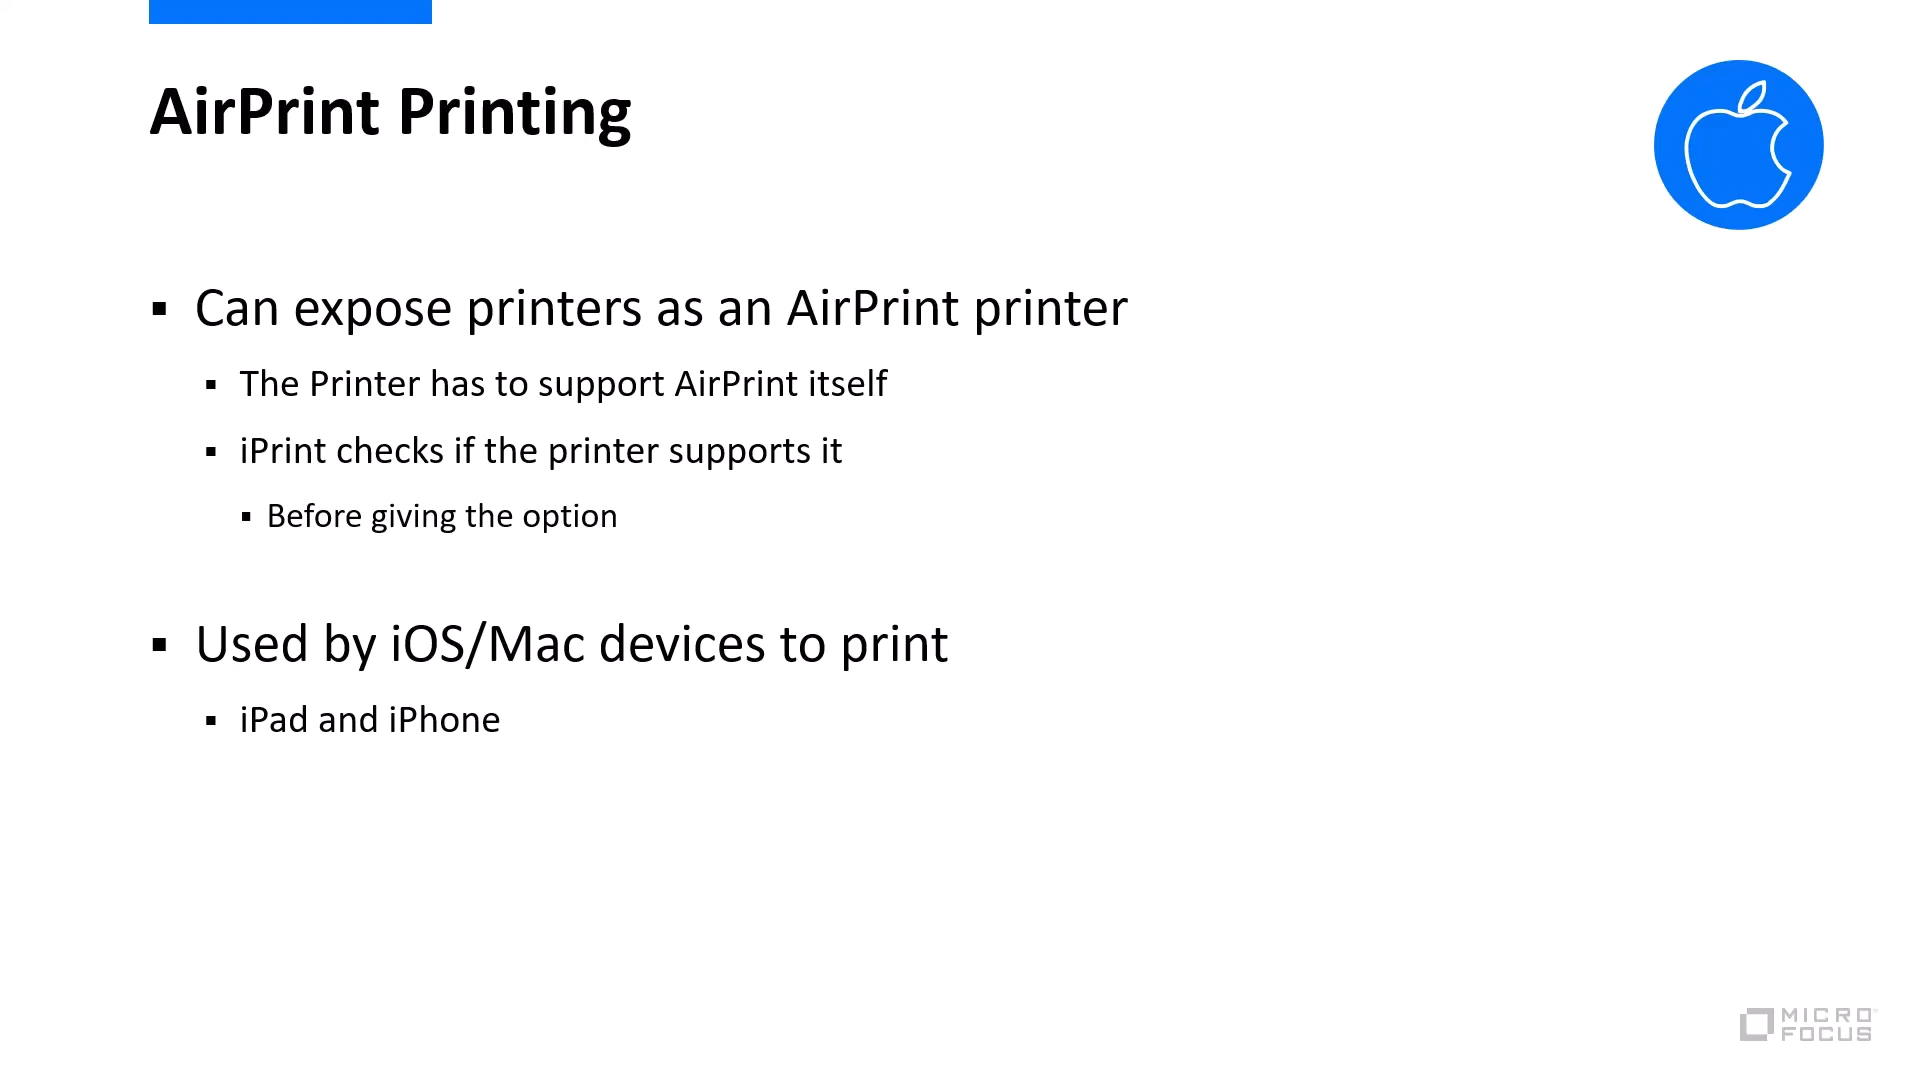 AirPrint Printing
▪ Can expose printers as an AirPrint printer
▪ The Printer has to support AirPrint itself
▪ iPrint checks if the printer supports it
▪ Before giving the option
▪ Used by iOS/Mac devices to print
▪ iPad and iPhone
MICRO
FOCUS